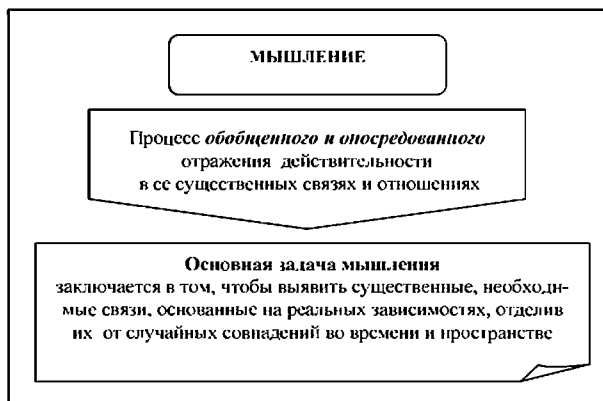 МЫШЛЕНИЕ
Процесс обобщенного и опосредованного
отражения действительности
в ее существенных связях и отношениях
Основная задача мышления
заключается в том, чтобы выявить существенные, необходи-
мые связи, основанные на реальных зависимостях, отделив
их от случайных совпадений во времени и пространстве